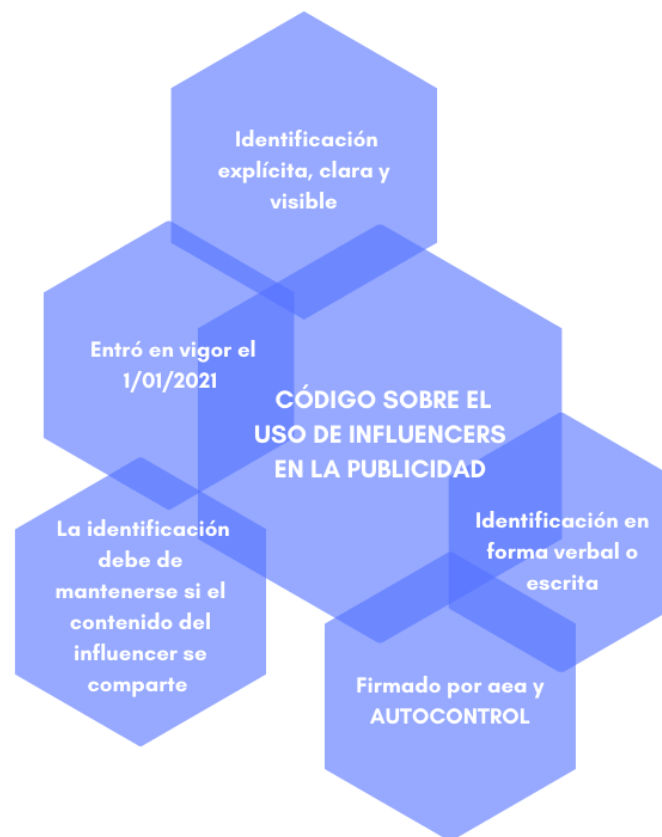 Identificación
explícita, clara y
visible
Entró en vigor el
1/01/2021
CÓDIGO SOBRE EL
USO DE INFLUENCERS
EN LA PUBLICIDAD
La identificación
debe de
mantenerse si el
contenido del
influencer se
comparte
Identificación en
forma verbal o
escrita
Firmado por aea y
AUTOCONTROL